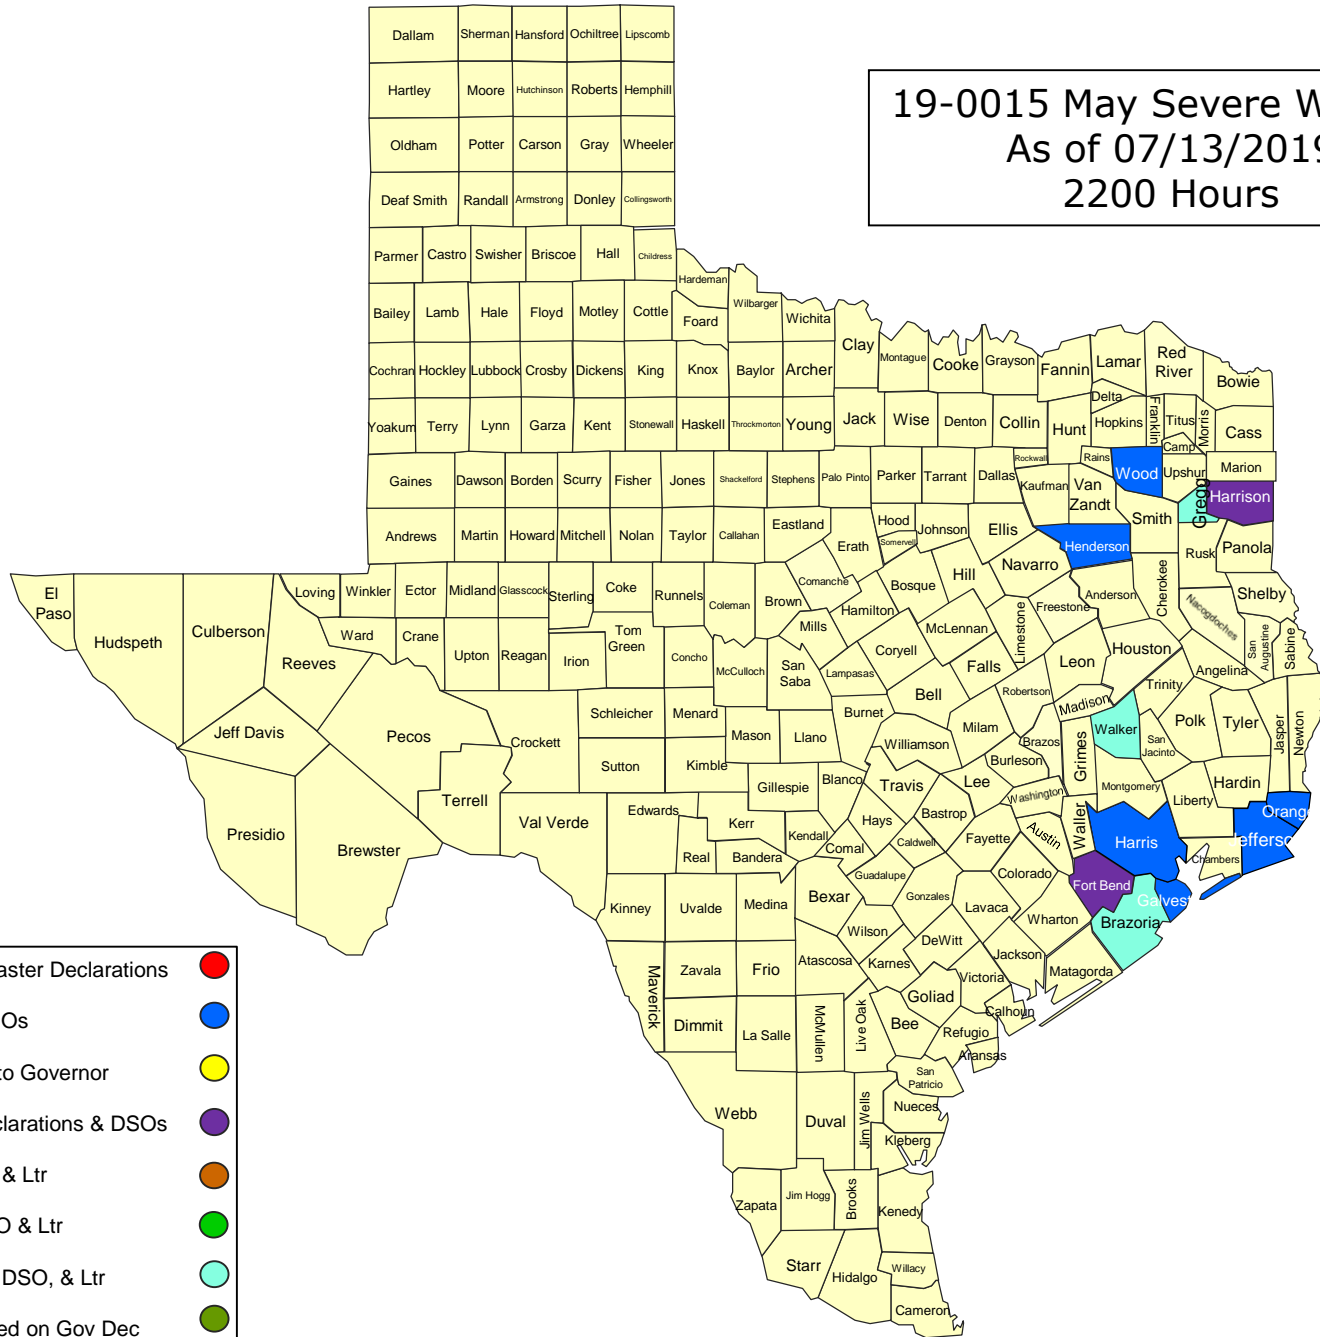 Dallam Sherman Hansford Ochiltree Lipscomb
Hartley Moore Hutchinson Roberts Hemphill
19-0015 May Severe W
As of 07/13/2019
2200 Hours
Oldham Potter Carson Gray Wheeler
Deaf Smith Randall Armstrong Donley Collingsworth
Parmer Castro Swisher Briscoe Hall Childress
Hardeman
Bailey Lamb Hale Floyd Motley Cottle Foard Wilbarger Wichita
Clay Montague Cooke Grayson Fannin Lamar Red
River Bowie
Cochran Hockley Lubbock Crosby Dickens King Knox Baylor Archer
Delta
Yoakum Terry Lynn Garza Kent Stonewall Haskell Throckmorton Young Jack Wise Denton Collin Hunt Hopkins Franklin Titus Morris Cass
Camp
Gaines Dawson Borden Scurry Fisher Jones Shackelford Stephens Palo Pinto Parker Tarrant Dallas Rockwall Rains Wood Upshur Marion
Kaufman Van
Zandt Gregg Harrison
Andrews Martin Howard Mitchell Nolan Taylor Callahan Eastland Hood Johnson Ellis Smith
Erath Somervell Henderson Rusk Panola
El
Paso Loving Winkler Ector Midland Glasscock Sterling Coke Runnels Coleman Brown Comanche Bosque Hill Navarro Anderson Cherokee Shelby
Hamilton Freestone Nacogdoches
Hudspeth Culberson Reeves Ward Crane Upton Reagan Irion Tom
Green Concho McCulloch San
Saba Mills Lampasas Coryell McLennan Limestone Falls Leon Houston Angelina San
Augustine Sabine
Trinity
Jeff Davis Pecos Crockett Schleicher Menard Mason Llano Burnet Bell Milam Robertson Madison Walker San
Jacinto Polk Tyler Jasper Newton
Sutton Kimble Gillespie Blanco Williamson Burleson Brazos Grimes Montgomery Liberty Hardin
Presidio Brewster Terrell Val Verde Edwards Kerr Kendall Hays Travis Lee Bastrop Washington Waller Orange
Real Bandera Comal Caldwell Fayette Austin Harris Chambers Jefferso
Kinney Uvalde Medina Bexar Guadalupe Gonzales Lavaca Colorado Fort Bend Galvest
Wharton Brazoria
Maverick Zavala Frio Atascosa Wilson Karnes DeWitt Jackson Matagorda
Dimmit La Salle McMullen Live Oak Bee Goliad Victoria Calhoun
Refugio
Aransas
San
Patricio
Webb Duval Jim Wells Nueces
Kleberg
Zapata Jim Hogg Brooks Kenedy
Starr Hidalgo Willacy
Cameron
aster Declarations
Os
to Governor
clarations & DSOs
& Ltr
O & Ltr
DSO, & Ltr
ed on Gov Dec